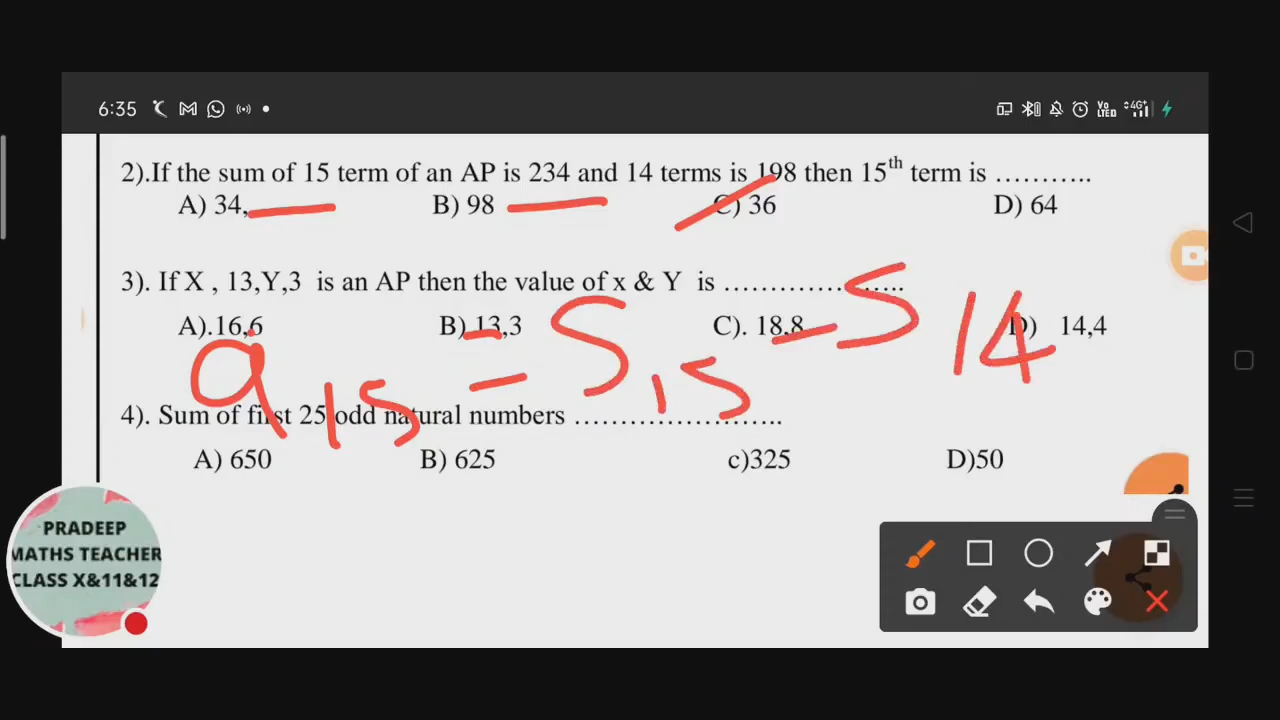 6:35
Vo LTED 4G+
2).If the sum of 15 term of an AP is 234 and 14 terms is 198 then 15th term is ………..
A) 34, B) 98 C) 36 D) 64
3). If X , 13,Y,3 is an AP then the value of x & Y is …………………..
A).16,6 B) 13,3 C). 18,8 D) 14,4
a15 = S15 - S14
4). Sum of first 25 odd natural numbers …………………..
A) 650 B) 625 c)325 D)50
PRADEEP
MATHS TEACHER
CLASS X&11&12